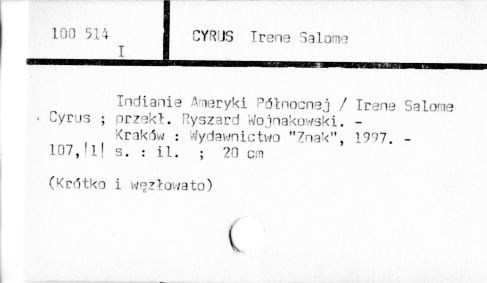 100 514
I
CYRUS Irene Salome
Indianie Ameryki Północnej / Irene Salome
Cyrus ; przekł. Ryszard Wojnakowski. -
Kraków : Wydawnictwo "Znak", 1997. -
107,|1| s. : il. ; 20 cm
(Krótko i węzłowato)